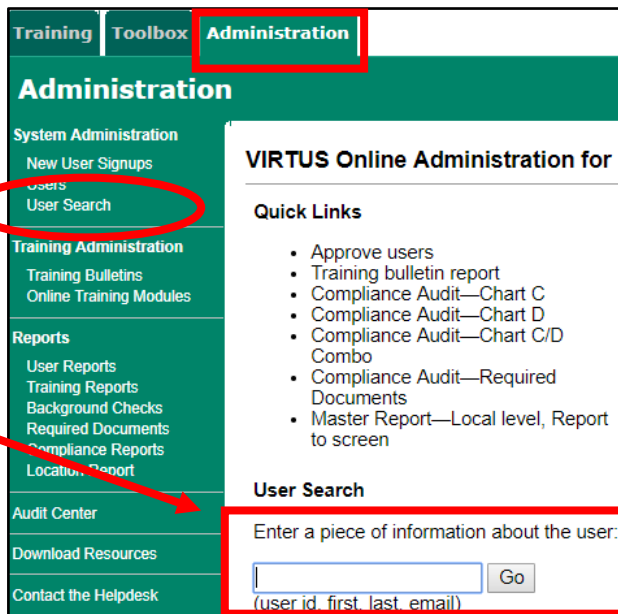 Training Toolbox Administration
Administration
System Administration
New User Signups
Users
User Search
Training Administration
Training Bulletins
Online Training Modules
Reports
User Reports
Training Reports
Background Checks
Required Documents
Compliance Reports
Location Report
Audit Center
Download Resources
Contact the Helpdesk
VIRTUS Online Administration for
Quick Links
• Approve users
• Training bulletin report
• Compliance Audit—Chart C
• Compliance Audit—Chart D
• Compliance Audit—Chart C/D
Combo
• Compliance Audit—Required
Documents
• Master Report—Local level, Report
to screen
User Search
Enter a piece of information about the user:
Go
(user id, first, last, email)